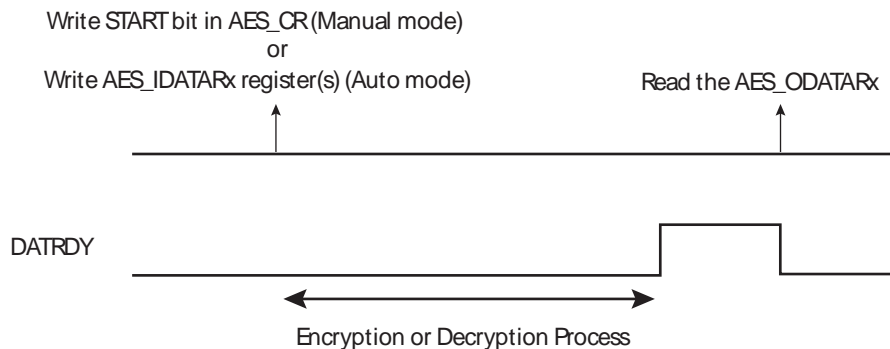 Write START bit in AES_CR (Manual mode)
or
Write AES_IDATARx register(s) (Auto mode)
Read the AES_ODATARx
DATRDY
Encryption or Decryption Process